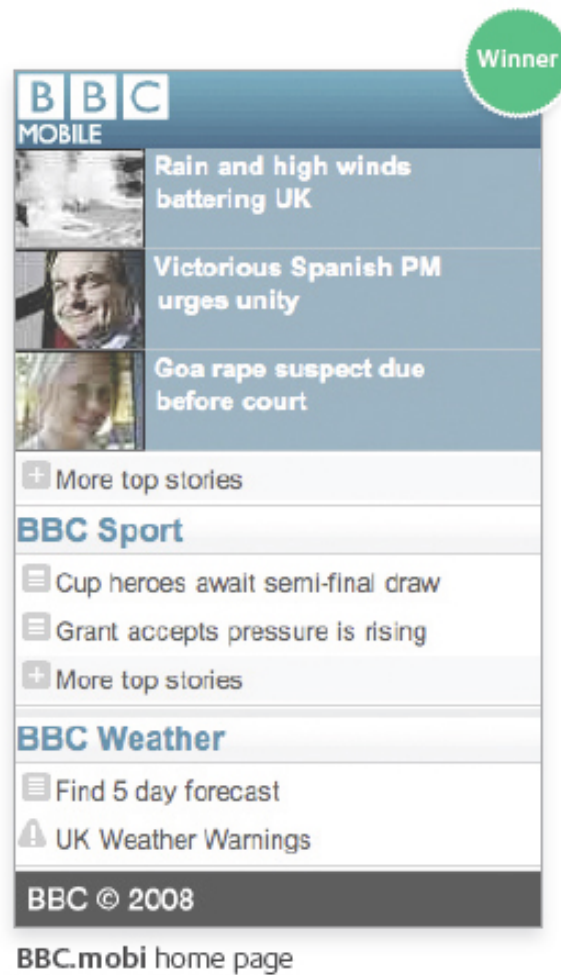 Winner
BBC
MOBILE
Rain and high winds
battering UK
Victorious Spanish PM
urges unity
Goa rape suspect due
before court
More top stories
BBC Sport
Cup heroes await semi-final draw
Grant accepts pressure is rising
More top stories
BBC Weather
Find 5 day forecast
UK Weather Warnings
BBC © 2008
BBC.mobi home page